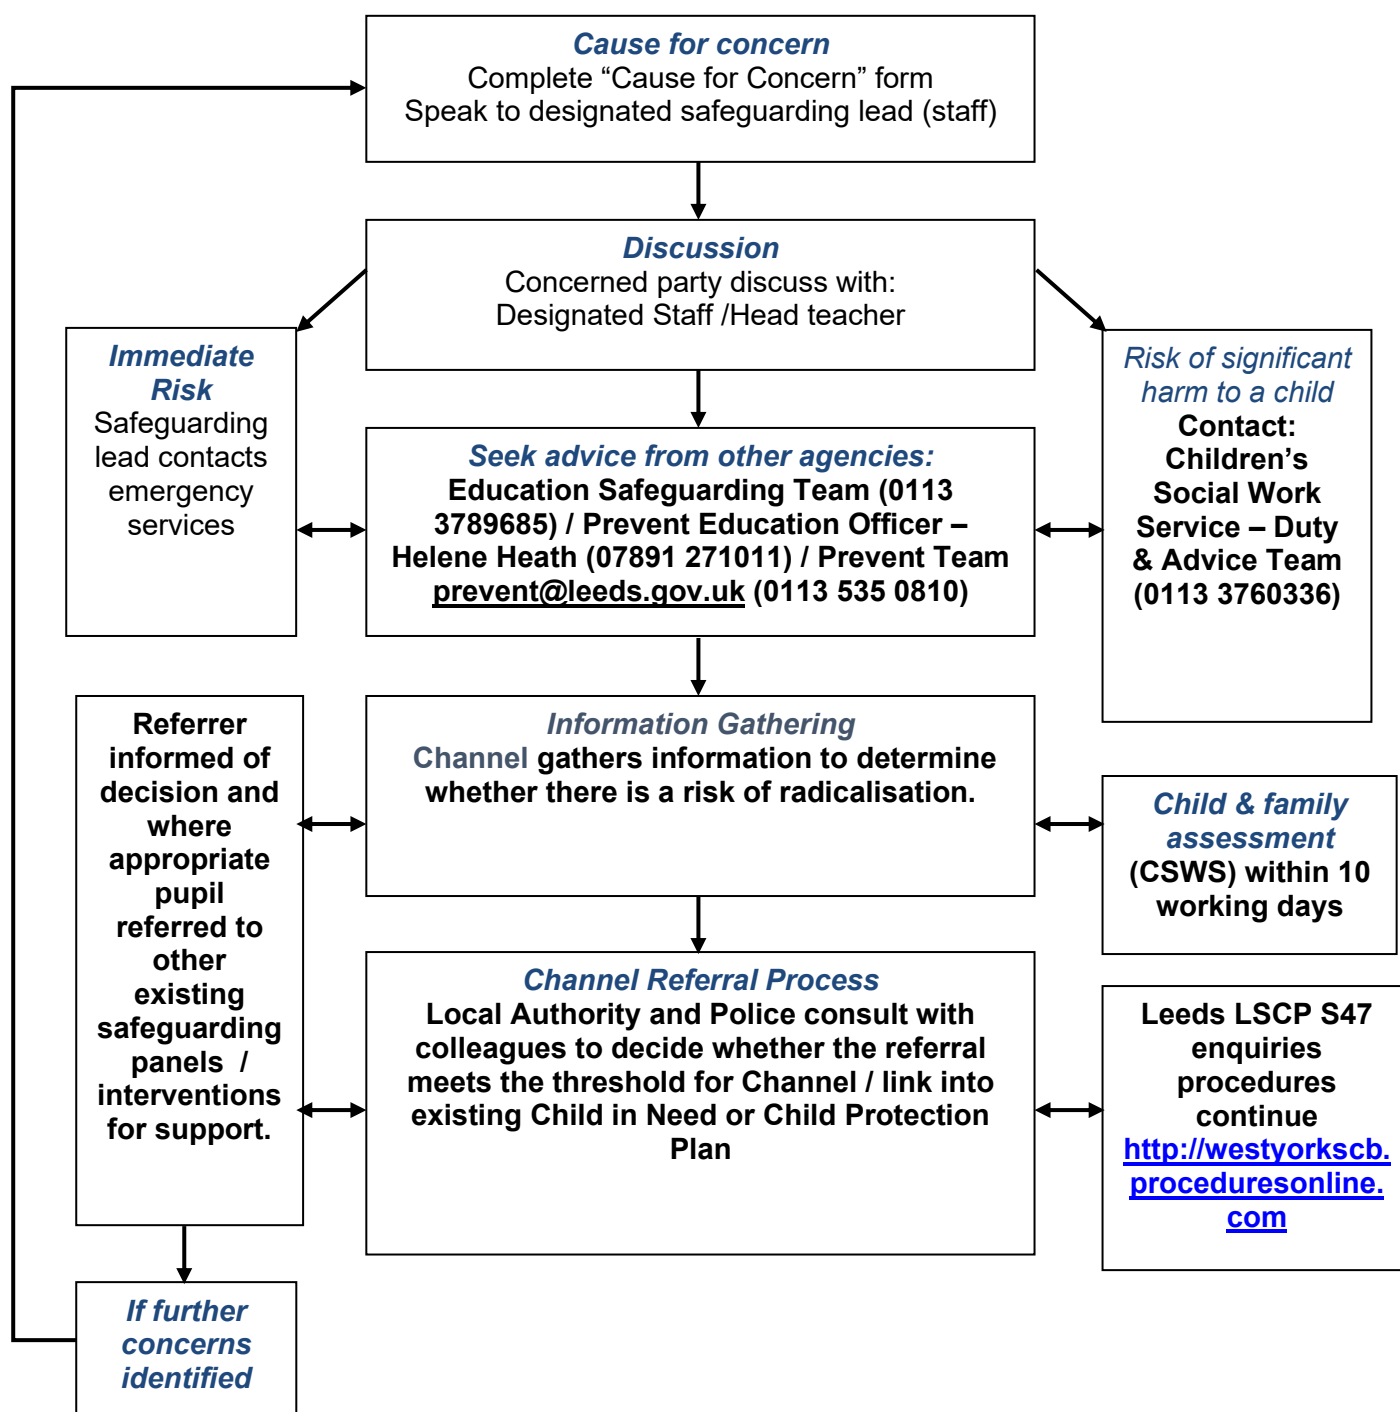 Cause for concern
Complete “Cause for Concern” form
Speak to designated safeguarding lead (staff)
Discussion
Concerned party discuss with:
Designated Staff /Head teacher
Immediate
Risk
Safeguarding
lead contacts
emergency
services
Seek advice from other agencies:
Education Safeguarding Team (0113
3789685) / Prevent Education Officer –
Helene Heath (07891 271011) / Prevent Team
prevent@leeds.gov.uk (0113 535 0810)
Risk of significant
harm to a child
Contact:
Children’s
Social Work
Service – Duty
& Advice Team
(0113 3760336)
Referrer
informed of
decision and
where
appropriate
pupil
referred to
other
existing
safeguarding
panels /
interventions
for support.
Information Gathering
Channel gathers information to determine
whether there is a risk of radicalisation.
Child & family
assessment
(CSWS) within 10
working days
Channel Referral Process
Local Authority and Police consult with
colleagues to decide whether the referral
meets the threshold for Channel / link into
existing Child in Need or Child Protection
Plan
Leeds LSCP S47
enquiries
procedures
continue
http://westyorkscb.
proceduresonline.
com
If further
concerns
identified